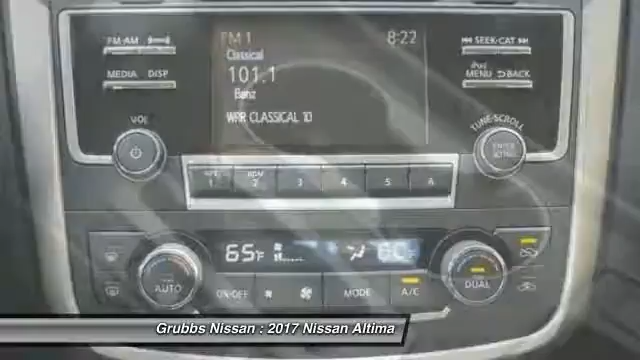 FM-AM
FM 1
8:22
SEEK·CAT
Classical
MEDIA
DISP
101.1
MENU
BACK
Banz
WRR CLASSICAL 10
VOL
TUNE·SCROLL
1 2 3 4 5 6
65°F
60
AUTO
ON·OFF
MODE
A/C
DUAL
Grubbs Nissan : 2017 Nissan Altima